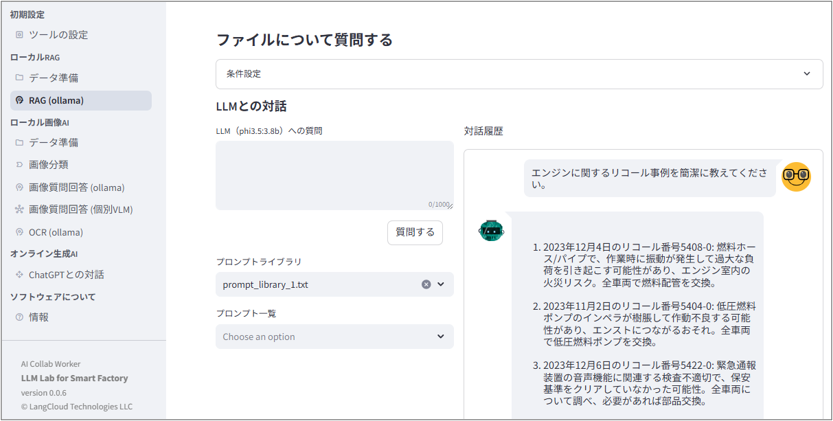 初期設定
ツールの設定
ローカルRAG
データ準備
RAG (ollama)
ローカル画像AI
データ準備
画像分類
画像質問回答 (ollama)
画像質問回答 (個別VLM)
OCR (ollama)
オンライン生成AI
ChatGPTとの対話
ソフトウェアについて
情報
AI Collab Worker
LLM Lab for Smart Factory
version 0.0.6
© LangCloud Technologies LLC
ファイルについて質問する
条件設定
LLMとの対話
LLM（phi3.5:3.8b）への質問
0/1000
質問する
プロンプトライブラリ
prompt_library_1.txt
プロンプト一覧
Choose an option
対話履歴
エンジンに関するリコール事例を簡潔に教えてくださ
い。
1. 2023年12月4日のリコール番号5408-0: 燃料ホー
ス/パイプで、作業時に振動が発生して過大な負
荷を引き起こす可能性があり、エンジン室内の
火災リスク。全車両で燃料配管を交換。
2. 2023年11月2日のリコール番号5404-0: 低圧燃料
ポンプのインペラが樹脹して作動不良する可能
性があり、エンストにつながるおそれ。全車両
で低圧燃料ポンプを交換。
3. 2023年12月6日のリコール番号5422-0: 緊急通報
装置の音声機能に関連する検査不適切で、保安
基準をクリアしていなかった可能性。全車両に
ついて調べ、必要があれば部品交換。